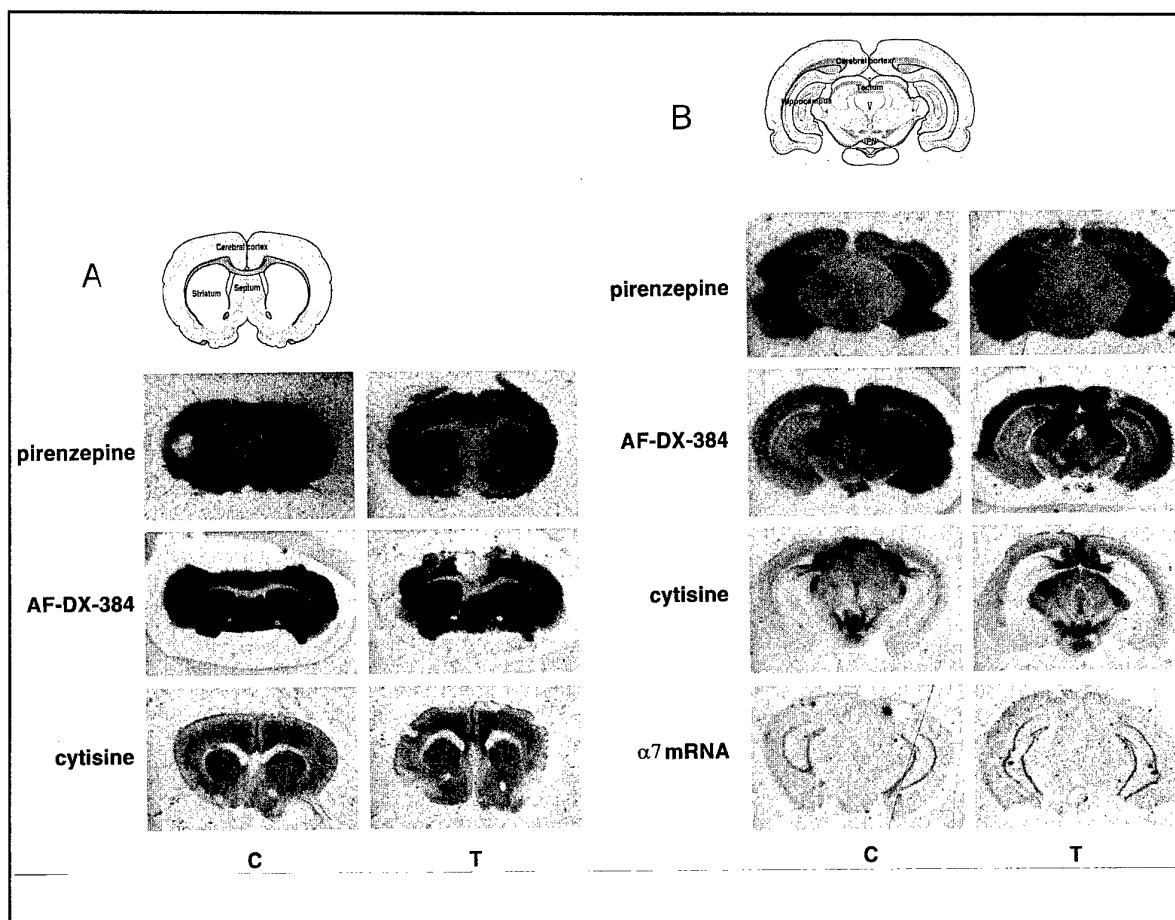 A
Cerebral cortex
Striatum
Septum
pirenzepine
AF-DX-384
cytisine
C
T
B
Cerebral cortex
Tectum
Hippocampus
IPN
pirenzepine
AF-DX-384
cytisine
α7 mRNA
C
T